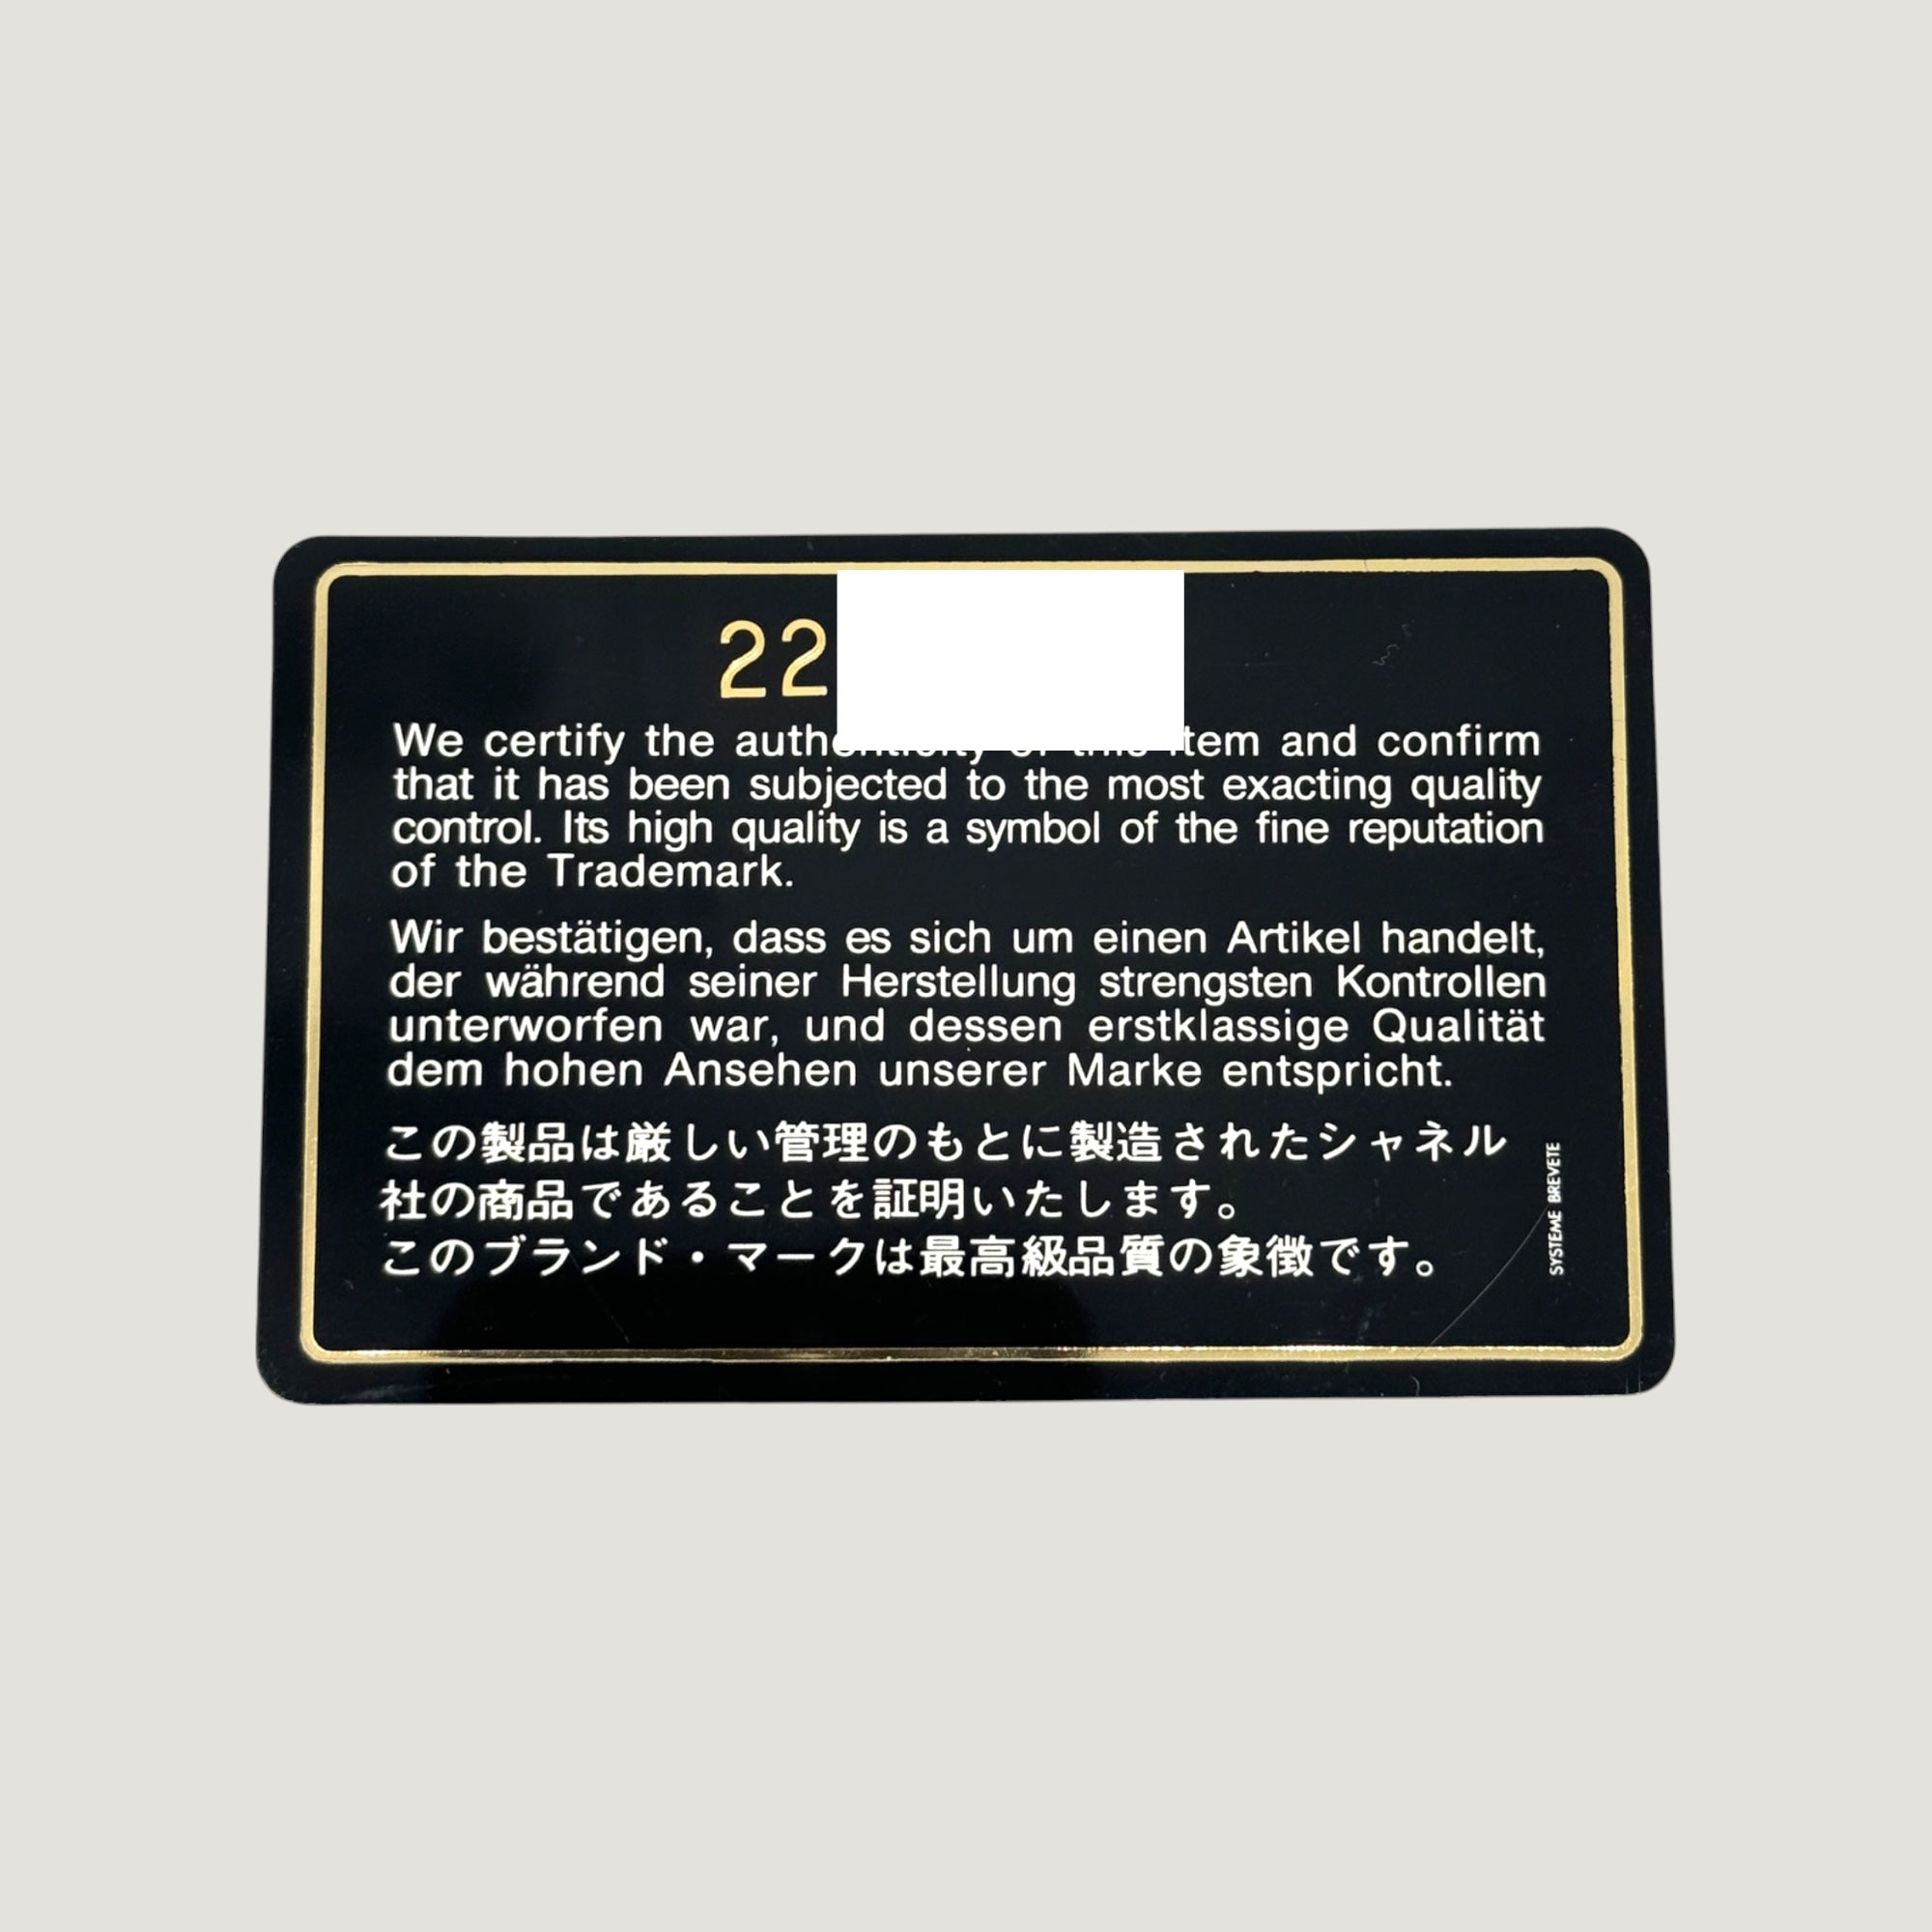 22
We certify the authenticity of this item and confirm
that it has been subjected to the most exacting quality
control. Its high quality is a symbol of the fine reputation
of the Trademark.
Wir bestätigen, dass es sich um einen Artikel handelt,
der während seiner Herstellung strengsten Kontrollen
unterworfen war, und dessen erstklassige Qualität
dem hohen Ansehen unserer Marke entspricht.
この製品は厳しい管理のもとに製造されたシャネル
社の商品であることを証明いたします。
このブランド・マークは最高級品質の象徴です。
SYSTEME BREVETE